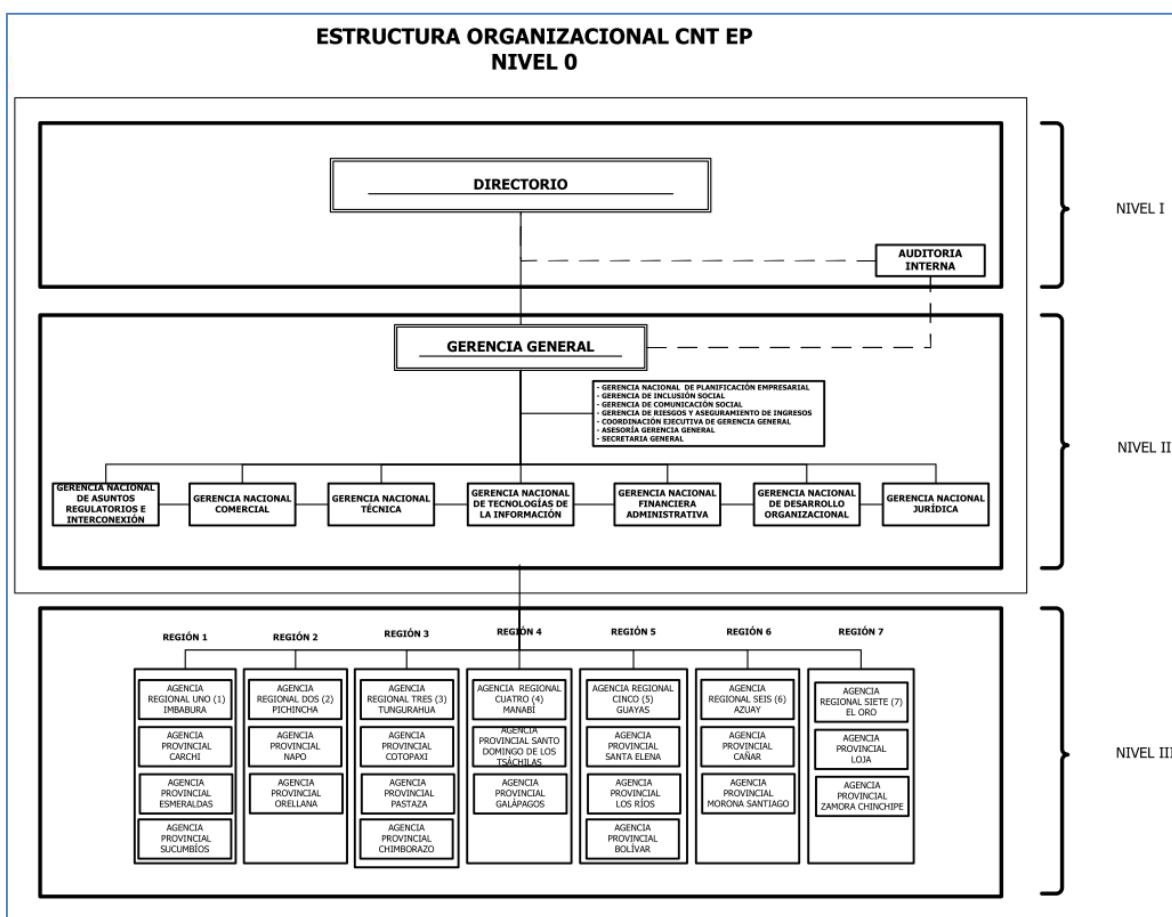 ESTRUCTURA ORGANIZACIONAL CNT EP
NIVEL 0
DIRECTORIO
NIVEL I
AUDITORIA
INTERNA
GERENCIA GENERAL
- GERENCIA NACIONAL DE PLANIFICACIÓN EMPRESARIAL
- GERENCIA DE INCLUSIÓN SOCIAL
- GERENCIA DE COMUNICACIÓN SOCIAL
- GERENCIA DE RIESGOS Y ASEGURAMIENTO DE INGRESOS
- COORDINACIÓN EJECUTIVA DE GERENCIA GENERAL
- ASESORÍA GERENCIA GENERAL
- SECRETARIA GENERAL
NIVEL II
GERENCIA NACIONAL
DE ASUNTOS
REGULATORIOS E
INTERCONEXIÓN
GERENCIA NACIONAL
COMERCIAL
GERENCIA NACIONAL
TÉCNICA
GERENCIA NACIONAL
DE TECNOLOGÍAS DE
LA INFORMACIÓN
GERENCIA NACIONAL
FINANCIERA
ADMINISTRATIVA
GERENCIA NACIONAL
DE DESARROLLO
ORGANIZACIONAL
GERENCIA NACIONAL
JURÍDICA
REGIÓN 1
AGENCIA
REGIONAL UNO (1)
IMBABURA
AGENCIA
PROVINCIAL
CARCHI
AGENCIA
PROVINCIAL
ESMERALDAS
AGENCIA
PROVINCIAL
SUCUMBÍOS
REGIÓN 2
AGENCIA
REGIONAL DOS (2)
PICHINCHA
AGENCIA
PROVINCIAL
NAPO
AGENCIA
PROVINCIAL
ORELLANA
REGIÓN 3
AGENCIA
REGIONAL TRES (3)
TUNGURAHUA
AGENCIA
PROVINCIAL
COTOPAXI
AGENCIA
PROVINCIAL
PASTAZA
AGENCIA
PROVINCIAL
CHIMBORAZO
REGIÓN 4
AGENCIA REGIONAL
CUATRO (4)
MANABÍ
AGENCIA
PROVINCIAL SANTO
DOMINGO DE LOS
TSÁCHILAS
AGENCIA
PROVINCIAL
GALÁPAGOS
REGIÓN 5
AGENCIA REGIONAL
CINCO (5)
GUAYAS
AGENCIA
PROVINCIAL
SANTA ELENA
AGENCIA
PROVINCIAL
LOS RÍOS
AGENCIA
PROVINCIAL
BOLÍVAR
REGIÓN 6
AGENCIA
REGIONAL SEIS (6)
AZUAY
AGENCIA
PROVINCIAL
CAÑAR
AGENCIA
PROVINCIAL
MORONA SANTIAGO
REGIÓN 7
AGENCIA
REGIONAL SIETE (7)
EL ORO
AGENCIA
PROVINCIAL
LOJA
AGENCIA
PROVINCIAL
ZAMORA CHINCHIPE
NIVEL III